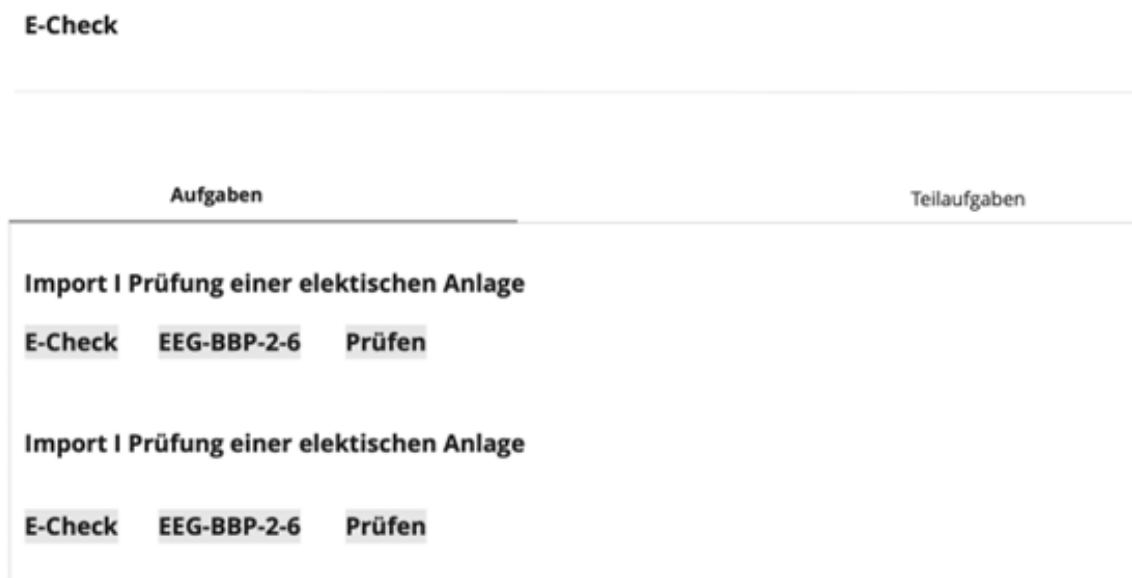 E-Check
Aufgaben Teilaufgaben
Import I Prüfung einer elektischen Anlage
E-Check EEG-BBP-2-6 Prüfen
Import I Prüfung einer elektischen Anlage
E-Check EEG-BBP-2-6 Prüfen